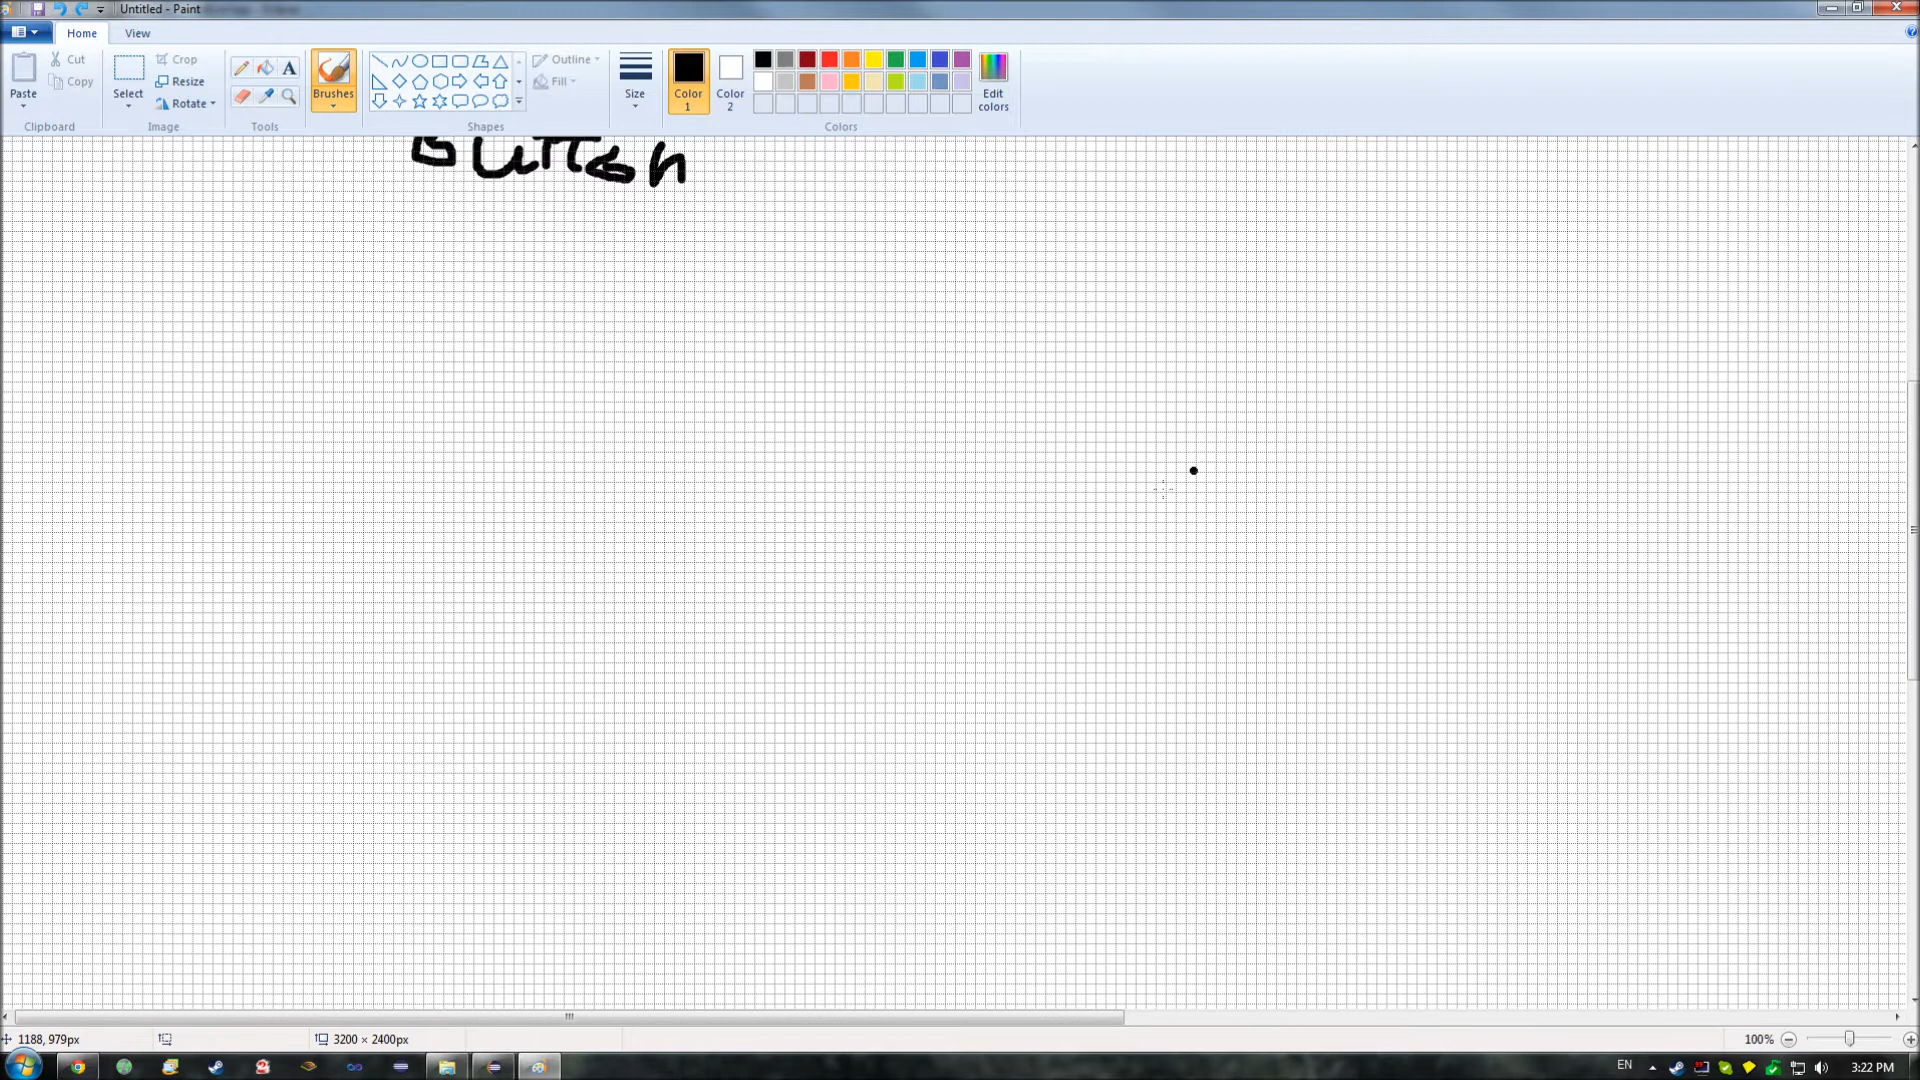 Untitled - Paint
Home View
Paste
Cut
Copy
Clipboard
Select
Crop
Resize
Rotate
Image
Tools
Brushes
Shapes
Outline
Fill
Size
Color 1
Color 2
Edit colors
Colors
Button
1188, 979px
3200 × 2400px
100%
EN
3:22 PM